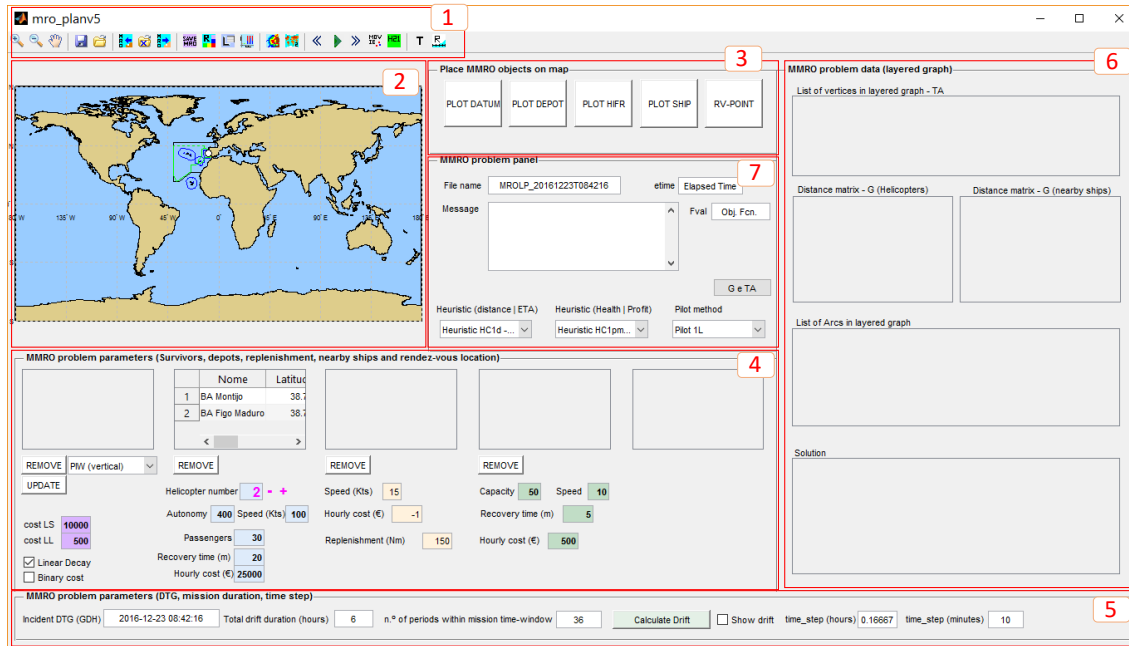 mro_planv5
1
SAVE MRO R MOV IE H21 T R
2
3
6
Place MMRO objects on map
PLOT DATUM PLOT DEPOT PLOT HIFR PLOT SHIP RV-POINT
MMRO problem data (layered graph)
List of vertices in layered graph - TA
135° W 90° W 45° W 0° 90° E 135° E
MMRO problem panel
7
File name MROLP_20161223T084216 etime Elapsed Time
Message Fval Obj. Fcn.
G e TA
Heuristic (distance | ETA) Heuristic (Health | Profit) Pilot method
Heuristic HC1d -... Heuristic HC1pm... Pilot 1L
Distance matrix - G (Helicopters) Distance matrix - G (nearby ships)
List of Arcs in layered graph
Solution
MMRO problem parameters (Survivors, depots, replenishment, nearby ships and rendez-vous location)
4
Nome Latituc
1 BA Montijo 38.7
2 BA Figo Maduro 38.7
REMOVE PIW (vertical) REMOVE REMOVE REMOVE
UPDATE
Helicopter number 2 - + Speed (Kts) 15 Capacity 50 Speed 10
Autonomy 400 Speed (Kts) 100 Hourly cost (€) -1 Recovery time (m) 5
cost LS 10000
cost LL 500
Passengers 30 Replenishment (Nm) 150 Hourly cost (€) 500
Linear Decay Recovery time (m) 20
Binary cost Hourly cost (€) 25000
MMRO problem parameters (DTG, mission duration, time step)
5
Incident DTG (GDH) 2016-12-23 08:42:16 Total drift duration (hours) 6 n.º of periods within mission time-window 36 Calculate Drift Show drift time_step (hours) 0.16667 time_step (minutes) 10